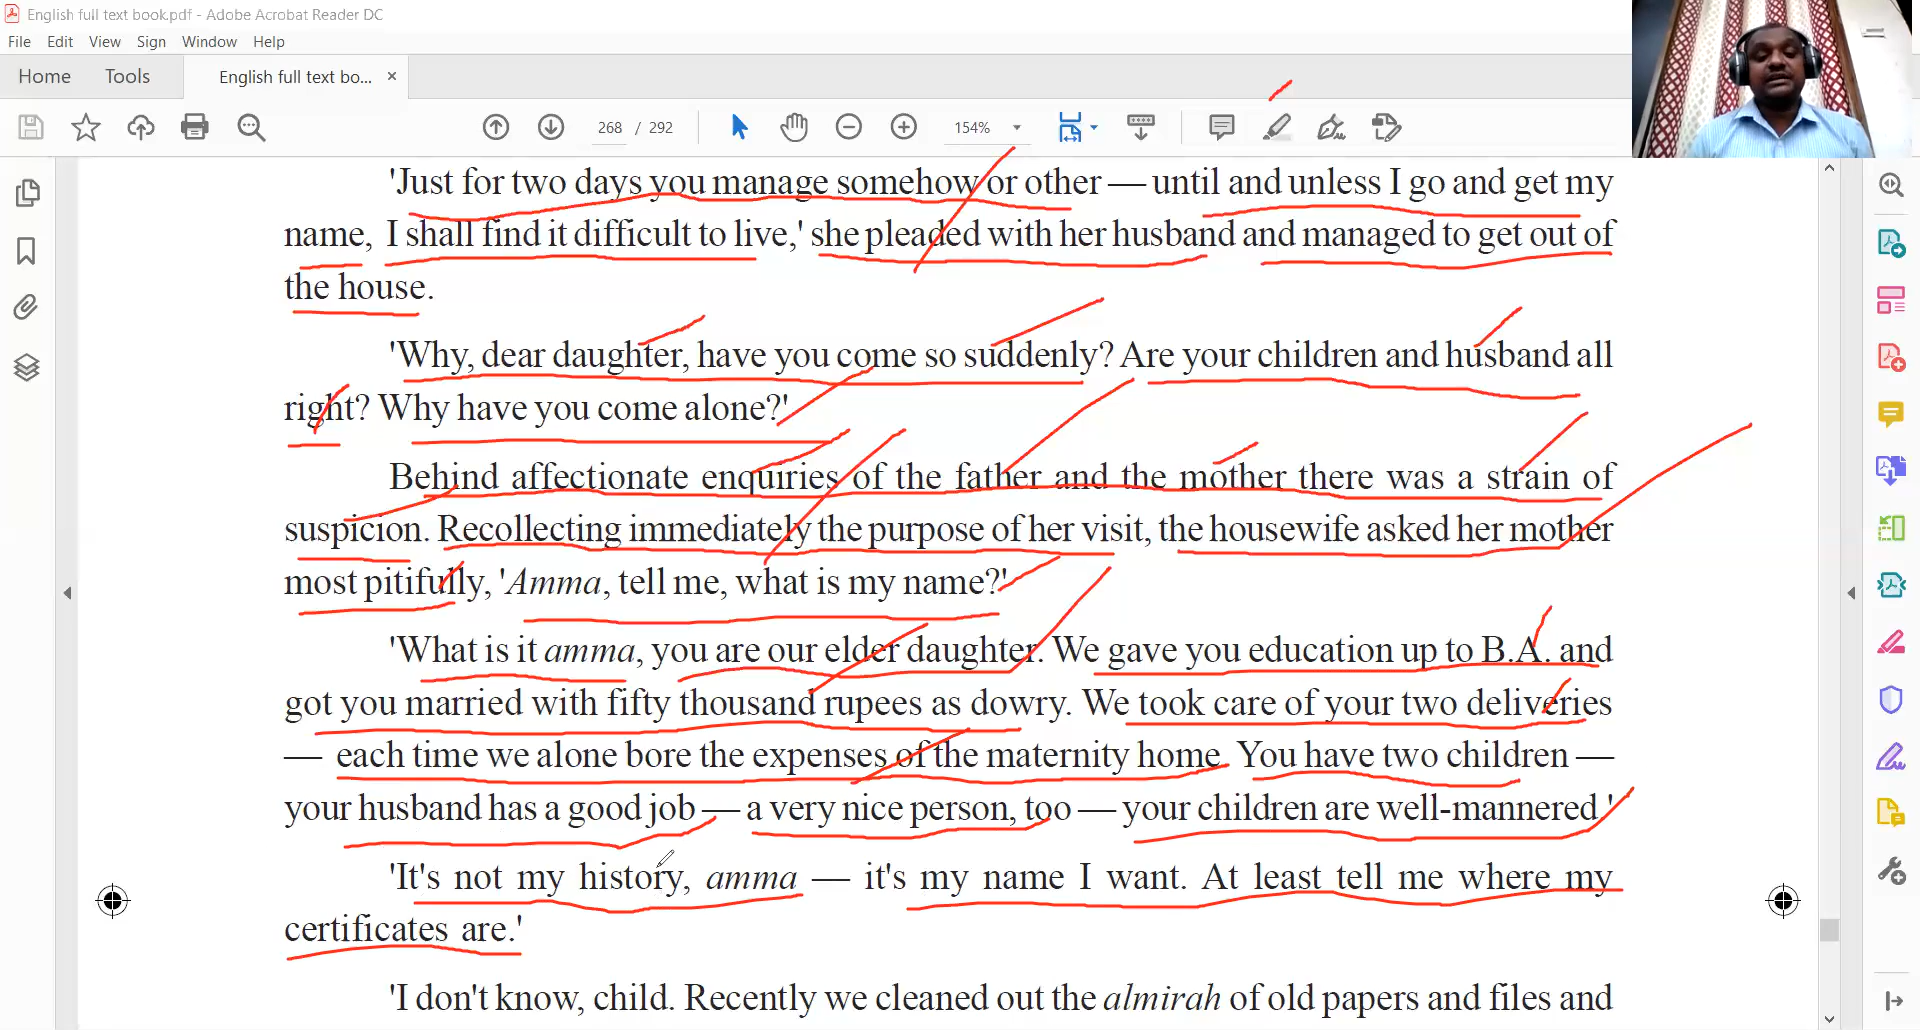 English full text book.pdf - Adobe Acrobat Reader DC
File Edit View Sign Window Help
Home Tools English full text bo... ×
268 / 292 154%
'Just for two days you manage somehow or other — until and unless I go and get my
name, I shall find it difficult to live,' she pleaded with her husband and managed to get out of
the house.
'Why, dear daughter, have you come so suddenly? Are your children and husband all
right? Why have you come alone?'
Behind affectionate enquiries of the father and the mother there was a strain of
suspicion. Recollecting immediately the purpose of her visit, the housewife asked her mother
most pitifully, 'Amma, tell me, what is my name?'
'What is it amma, you are our elder daughter. We gave you education up to B.A. and
got you married with fifty thousand rupees as dowry. We took care of your two deliveries
— each time we alone bore the expenses of the maternity home. You have two children —
your husband has a good job — a very nice person, too — your children are well-mannered.'
'It's not my history, amma — it's my name I want. At least tell me where my
certificates are.'
'I don't know, child. Recently we cleaned out the almirah of old papers and files and